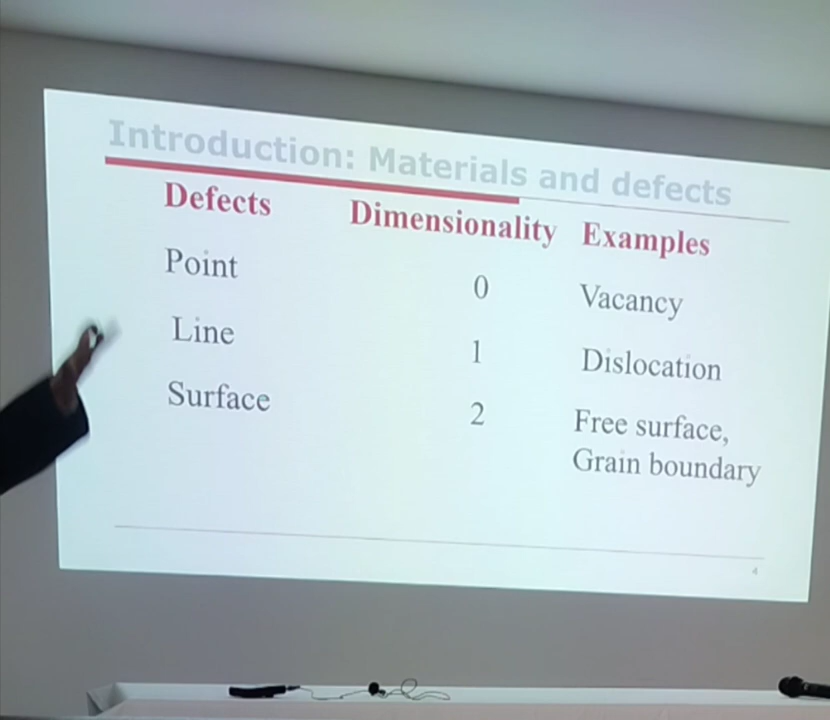 Introduction: Materials and defects
Defects Dimensionality Examples
Point 0 Vacancy
Line 1 Dislocation
Surface 2 Free surface,
Grain boundary
4